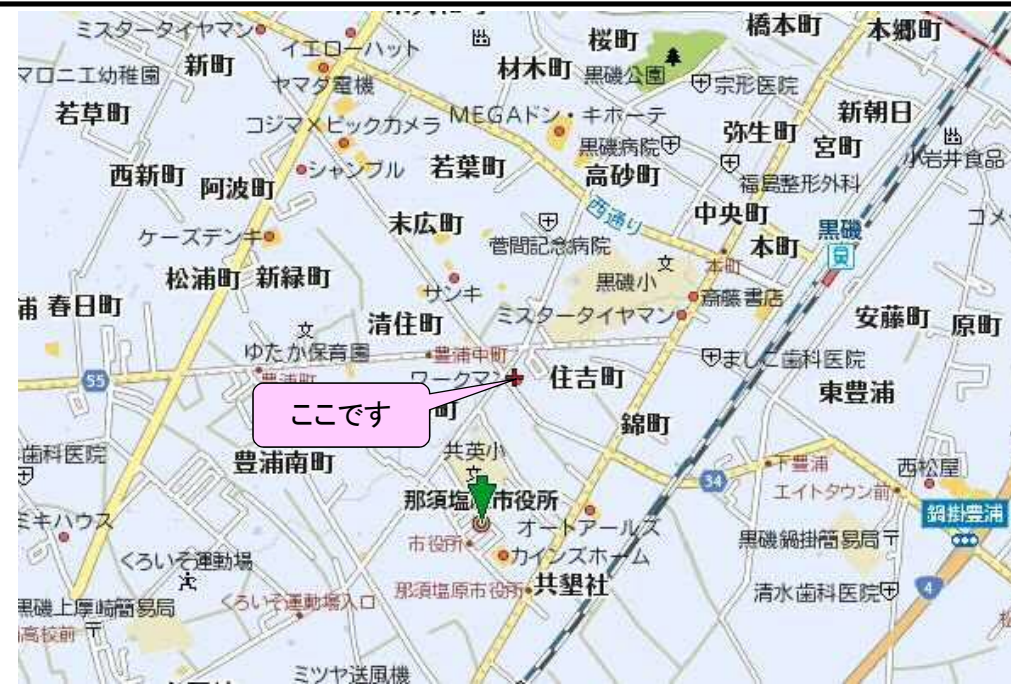 ミスタータイヤマン
イエローハット
桜町
橋本町
本郷町
マロニエ幼稚園
新町
ヤマダ電機
材木町
黒磯公園
宗形医院
若草町
コジマ×ビックカメラ
MEGAドン・キホーテ
新朝日
弥生町
宮町
黒磯病院
小岩井食品
西新町
阿波町
シャンブル
若葉町
高砂町
福島整形外科
西通り
中央町
末広町
菅間記念病院
本町
黒磯
コメ
ケーズデンキ
松浦町
新緑町
サンキ
黒磯小
文
本町
斎藤書店
浦
春日町
清住町
ミスタータイヤマン
安藤町
原町
文
ゆたか保育園
豊浦中町
ましこ歯科医院
55
豊浦町
ワークマン
住吉町
東豊浦
ここです
町
錦町
歯科医院
豊浦南町
共英小
文
下豊浦
西松屋
34
エイトタウン前
那須塩
市役所
鍋掛豊浦
ミキハウス
オートアールズ
市役所
カインズホーム
黒磯鍋掛簡易局
くろいそ運動場
那須塩原市役所
共墾社
清水歯科医院
4
黒磯上厚崎簡易局
くろいそ運動場入口
高校前
ミツヤ送風機